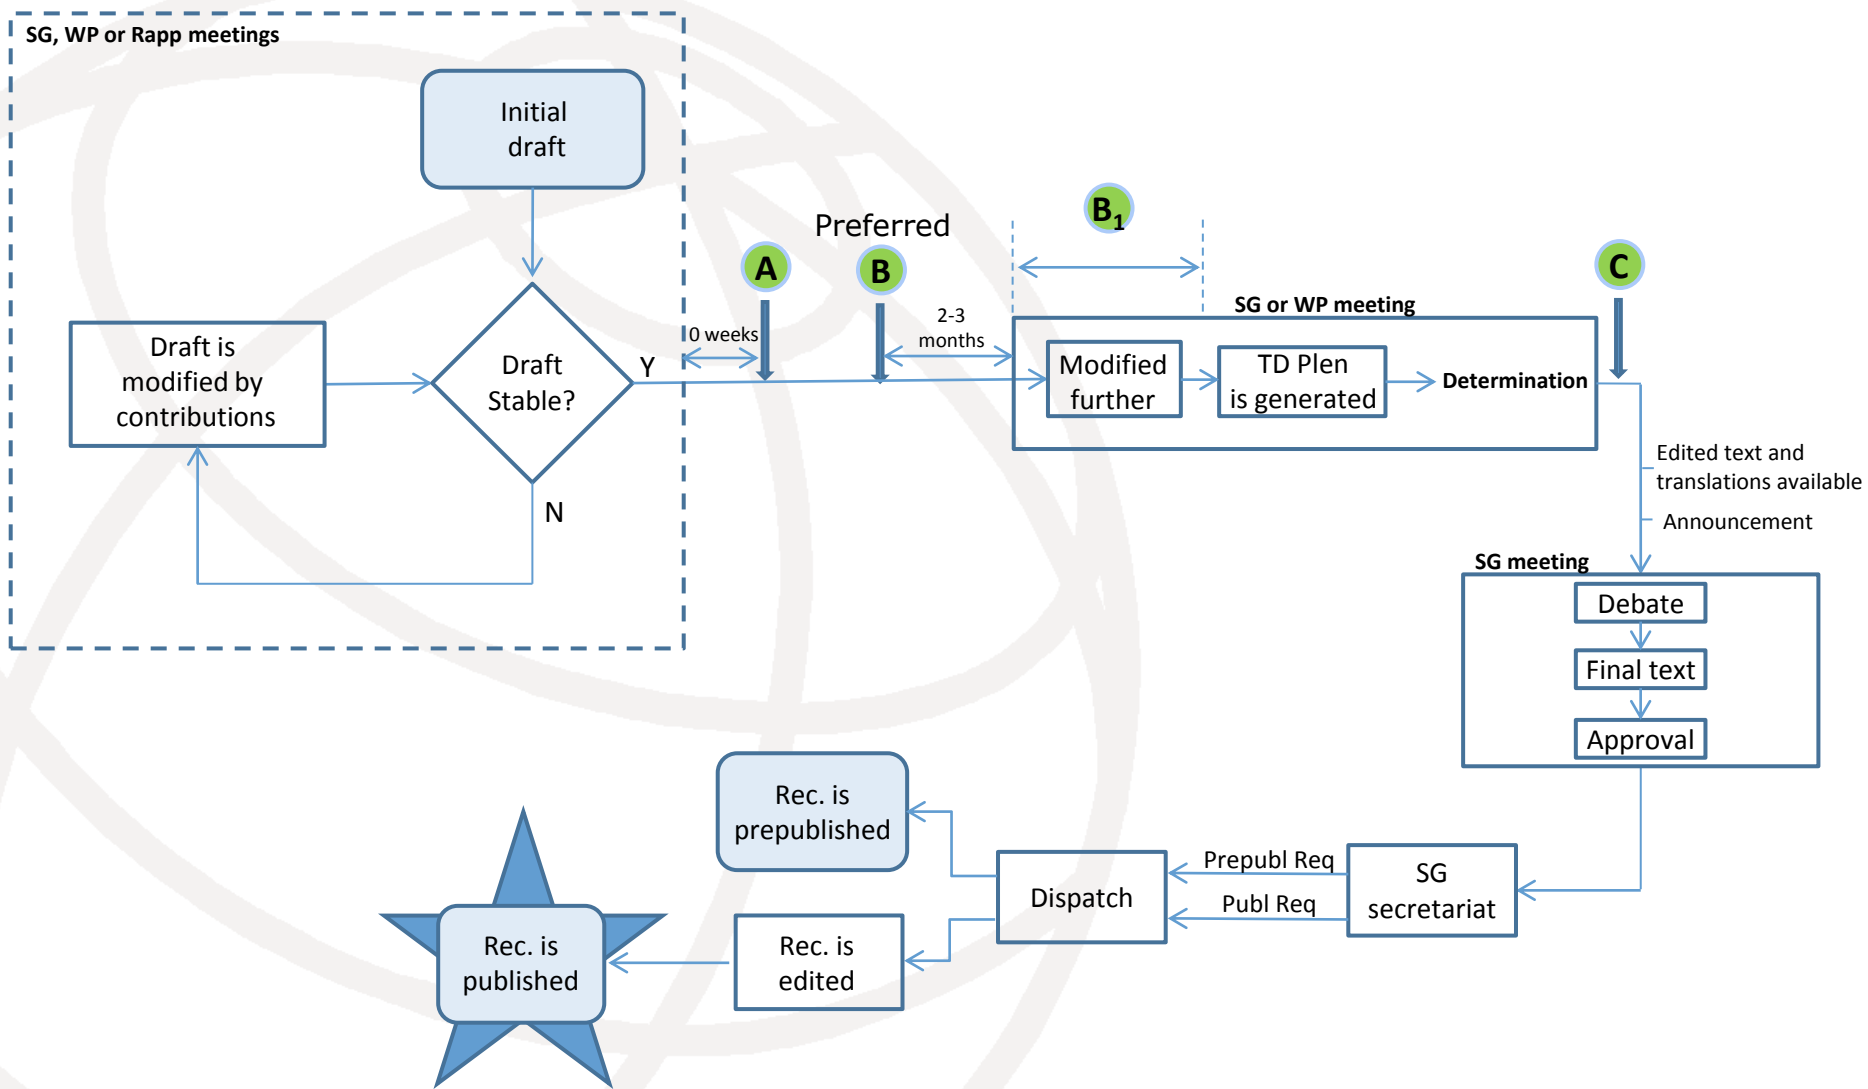 SG, WP or Rapp meetings
Initial
draft
Draft is
modified by
contributions
Draft
Stable?
Y
N
0 weeks
A
Preferred
B
2-3
months
B1
SG or WP meeting
Modified
further
TD Plen
is generated
Determination
C
Edited text and
translations available
Announcement
SG meeting
Debate
Final text
Approval
SG
secretariat
Prepubl Req
Publ Req
Dispatch
Rec. is
prepublished
Rec. is
edited
Rec. is
published